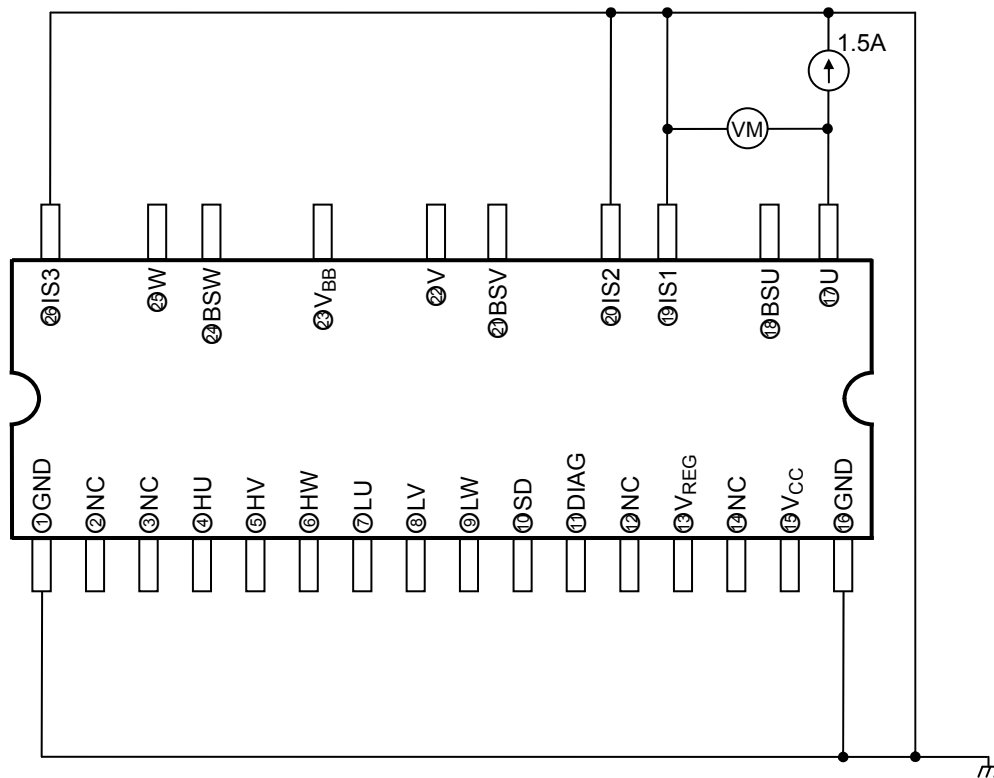 1.5A
VM
㉖IS3
㉕W
㉔BSW
㉓VBB
㉒V
㉑BSV
⑳IS2
⑲IS1
⑱BSU
⑰U
①GND
②NC
③NC
④HU
⑤HV
⑥HW
⑦LU
⑧LV
⑨LW
⑩SD
⑪DIAG
⑫NC
⑬VREG
⑭NC
⑮VCC
⑯GND